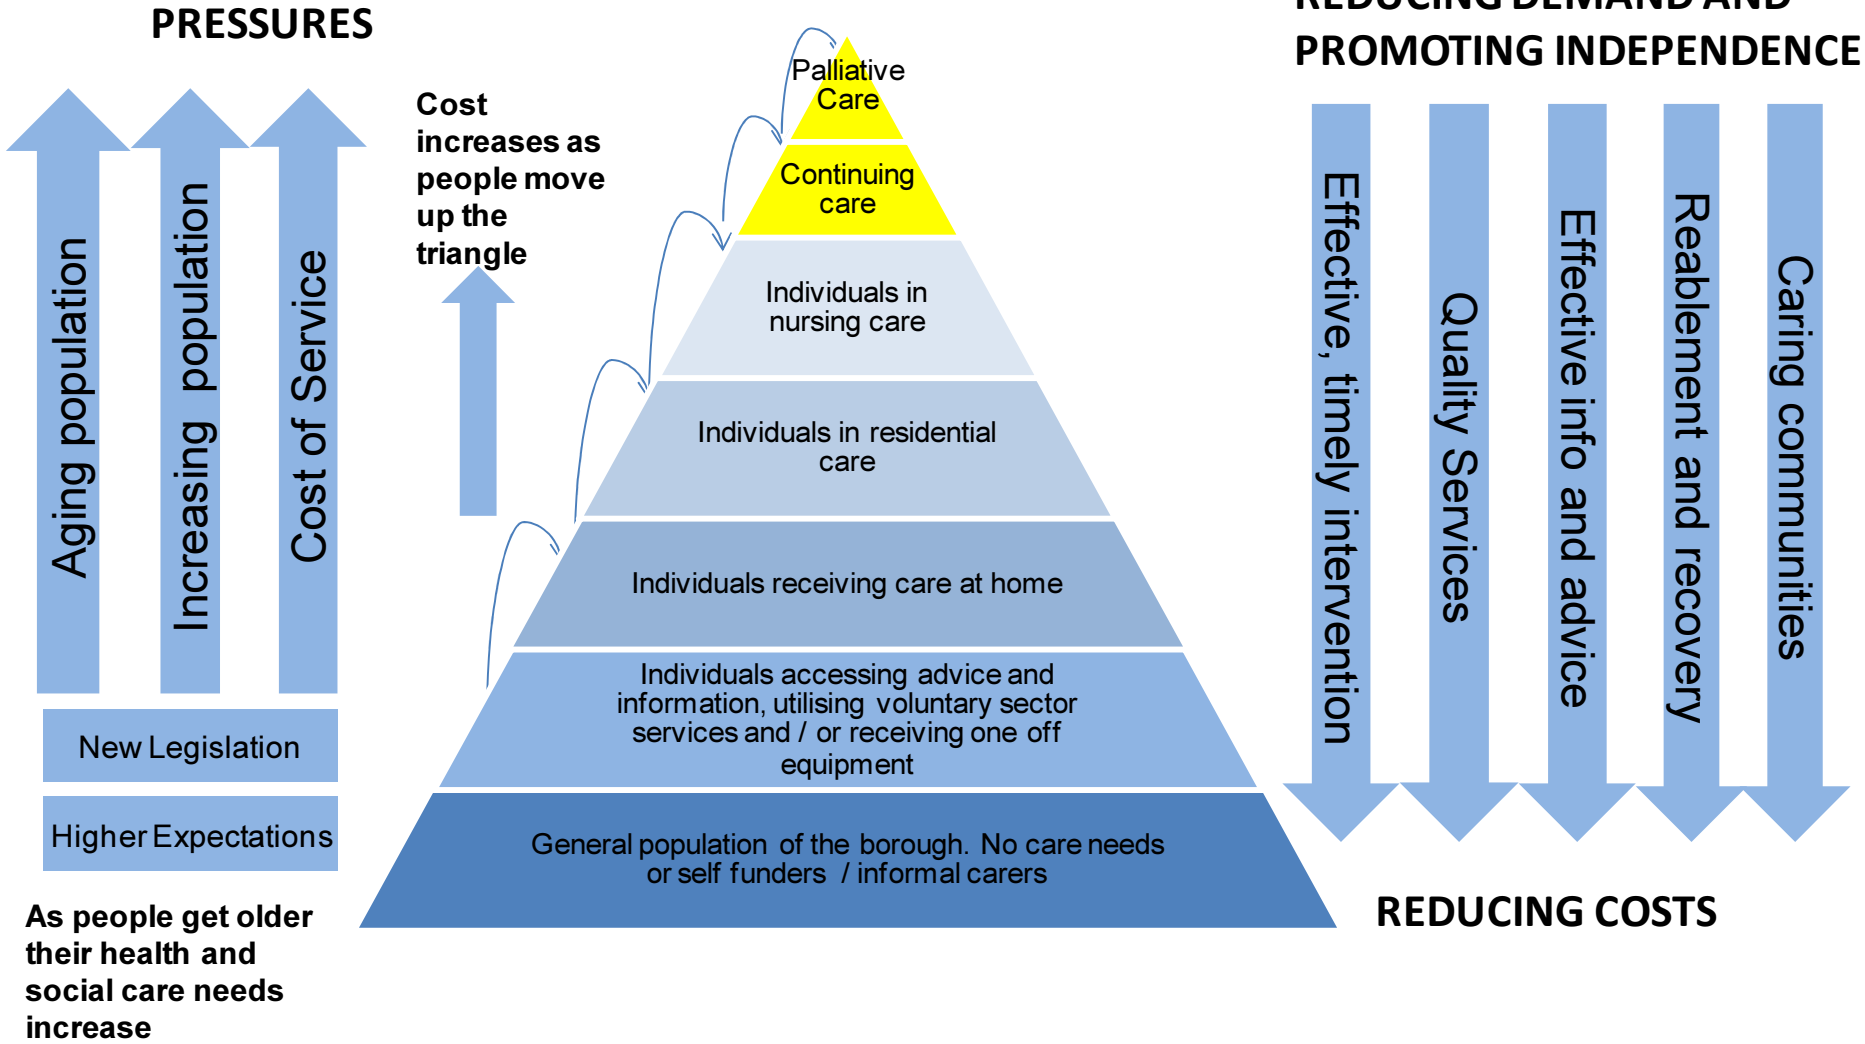 PRESSURES
REDUCING DEMAND AND
PROMOTING INDEPENDENCE
Cost
increases as
people move
up the
triangle
Aging population
Increasing population
Cost of Service
New Legislation
Higher Expectations
As people get older
their health and
social care needs
increase
Palliative
Care
Continuing
care
Individuals in
nursing care
Individuals in residential
care
Individuals receiving care at home
Individuals accessing advice and
information, utilising voluntary sector
services and / or receiving one off
equipment
General population of the borough. No care needs
or self funders / informal carers
Effective, timely intervention
Quality Services
Effective info and advice
Reablement and recovery
Caring communities
REDUCING COSTS